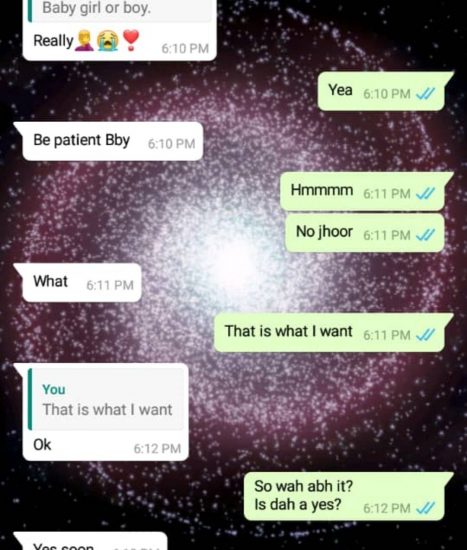 Baby girl or boy.
Really🤦😭❣️ 6:10 PM
Yea 6:10 PM
Be patient Bby 6:10 PM
Hmmmm 6:11 PM
No jhoor 6:11 PM
What 6:11 PM
That is what I want 6:11 PM
You
That is what I want
Ok 6:12 PM
So wah abh it?
Is dah a yes? 6:12 PM
Yes soon